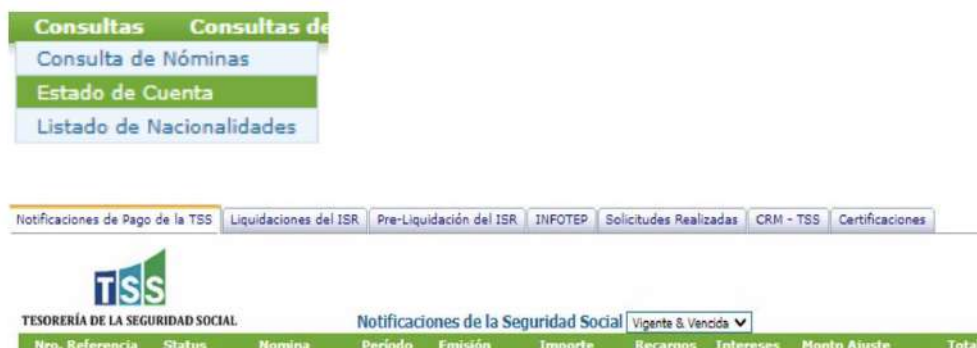 Consultas Consultas de
Consulta de Nóminas
Estado de Cuenta
Listado de Nacionalidades
Notificaciones de Pago de la TSS Liquidaciones del ISR Pre-Liquidación del ISR INFOTEP Solicitudes Realizadas CRM - TSS Certificaciones
TSS
TESORERÍA DE LA SEGURIDAD SOCIAL
Notificaciones de la Seguridad Social Vigente & Vencida
Nro. Referencia Status Nomina Período Emisión Importe Recargos Intereses Monto Ajuste Tota